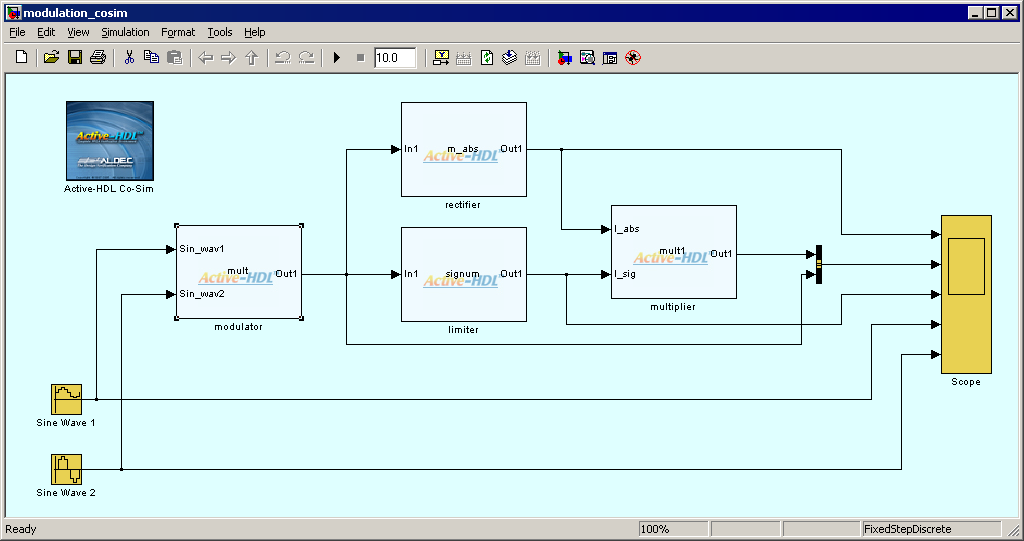 modulation_cosim
File Edit View Simulation Format Tools Help
10.0
Active-HDL
ALDEC
Active-HDL Co-Sim
In1 m_abs Out1
Active-HDL
rectifier
Sin_wav1
mult Out1
Active-HDL
Sin_wav2
modulator
In1 signum Out1
Active-HDL
limiter
I_abs
mult1 Out1
Active-HDL
I_sig
multiplier
Scope
Sine Wave 1
Sine Wave 2
Ready 100% FixedStepDiscrete